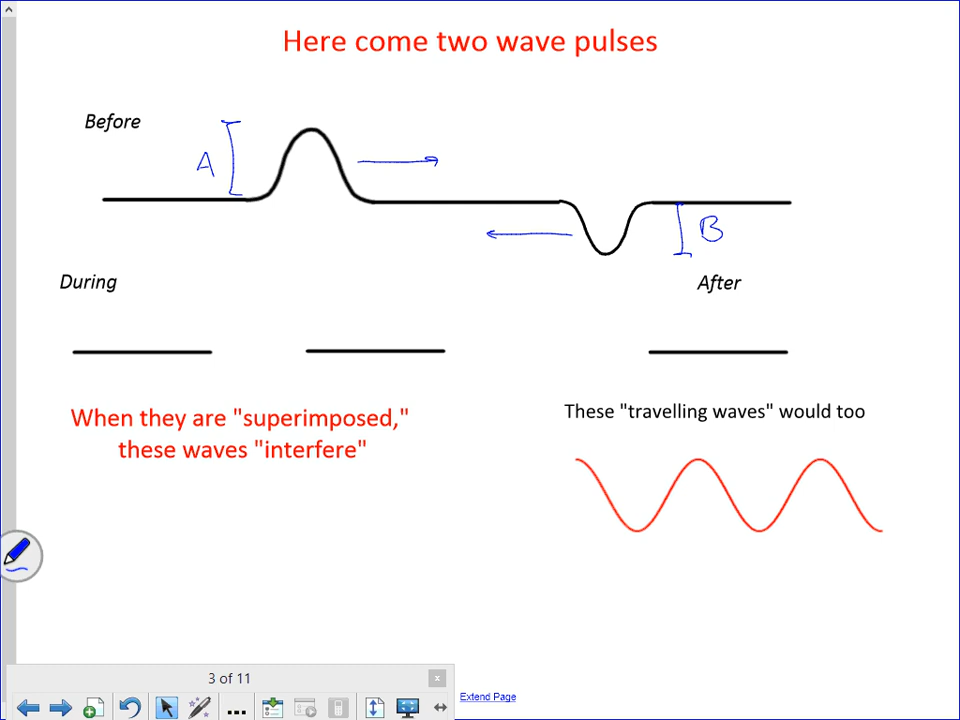 Here come two wave pulses
Before
A
B
During
After
When they are "superimposed,"
these waves "interfere"
These "travelling waves" would too
3 of 11
Extend Page